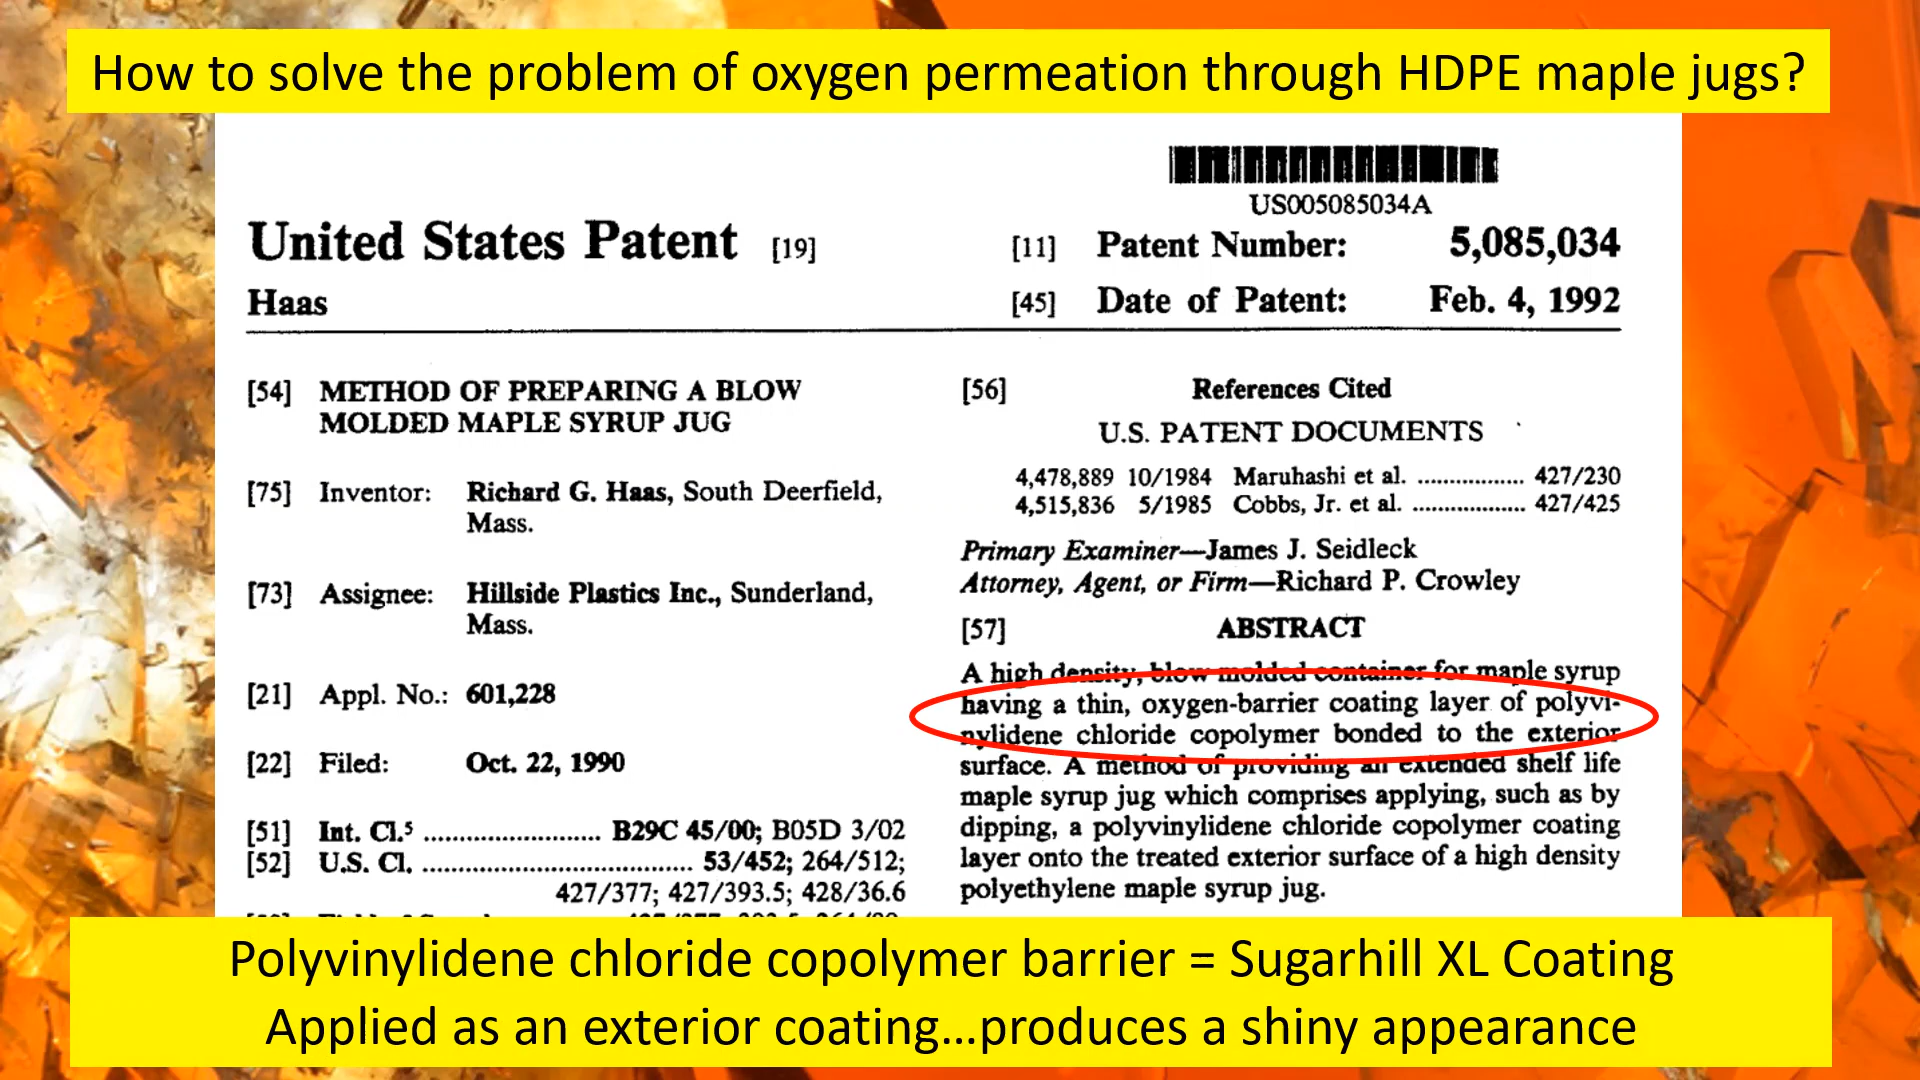 How to solve the problem of oxygen permeation through HDPE maple jugs?
US005085034A
United States Patent [19]
Haas
[11] Patent Number: 5,085,034
[45] Date of Patent: Feb. 4, 1992
[54] METHOD OF PREPARING A BLOW
MOLDED MAPLE SYRUP JUG
[75] Inventor: Richard G. Haas, South Deerfield,
Mass.
[73] Assignee: Hillside Plastics Inc., Sunderland,
Mass.
[21] Appl. No.: 601,228
[22] Filed: Oct. 22, 1990
[51] Int. Cl.⁵ ............................ B29C 45/00; B05D 3/02
[52] U.S. Cl. ..................................... 53/452; 264/512;
427/377; 427/393.5; 428/36.6
[56] References Cited
U.S. PATENT DOCUMENTS
4,478,889 10/1984 Maruhashi et al. ................ 427/230
4,515,836 5/1985 Cobbs, Jr. et al. ................. 427/425
Primary Examiner—James J. Seidleck
Attorney, Agent, or Firm—Richard P. Crowley
[57] ABSTRACT
A high density, blow molded container for maple syrup
having a thin, oxygen-barrier coating layer of polyvi-
nylidene chloride copolymer bonded to the exterior
surface. A method of providing an extended shelf life
maple syrup jug which comprises applying, such as by
dipping, a polyvinylidene chloride copolymer coating
layer onto the treated exterior surface of a high density
polyethylene maple syrup jug.
Polyvinylidene chloride copolymer barrier = Sugarhill XL Coating
Applied as an exterior coating...produces a shiny appearance